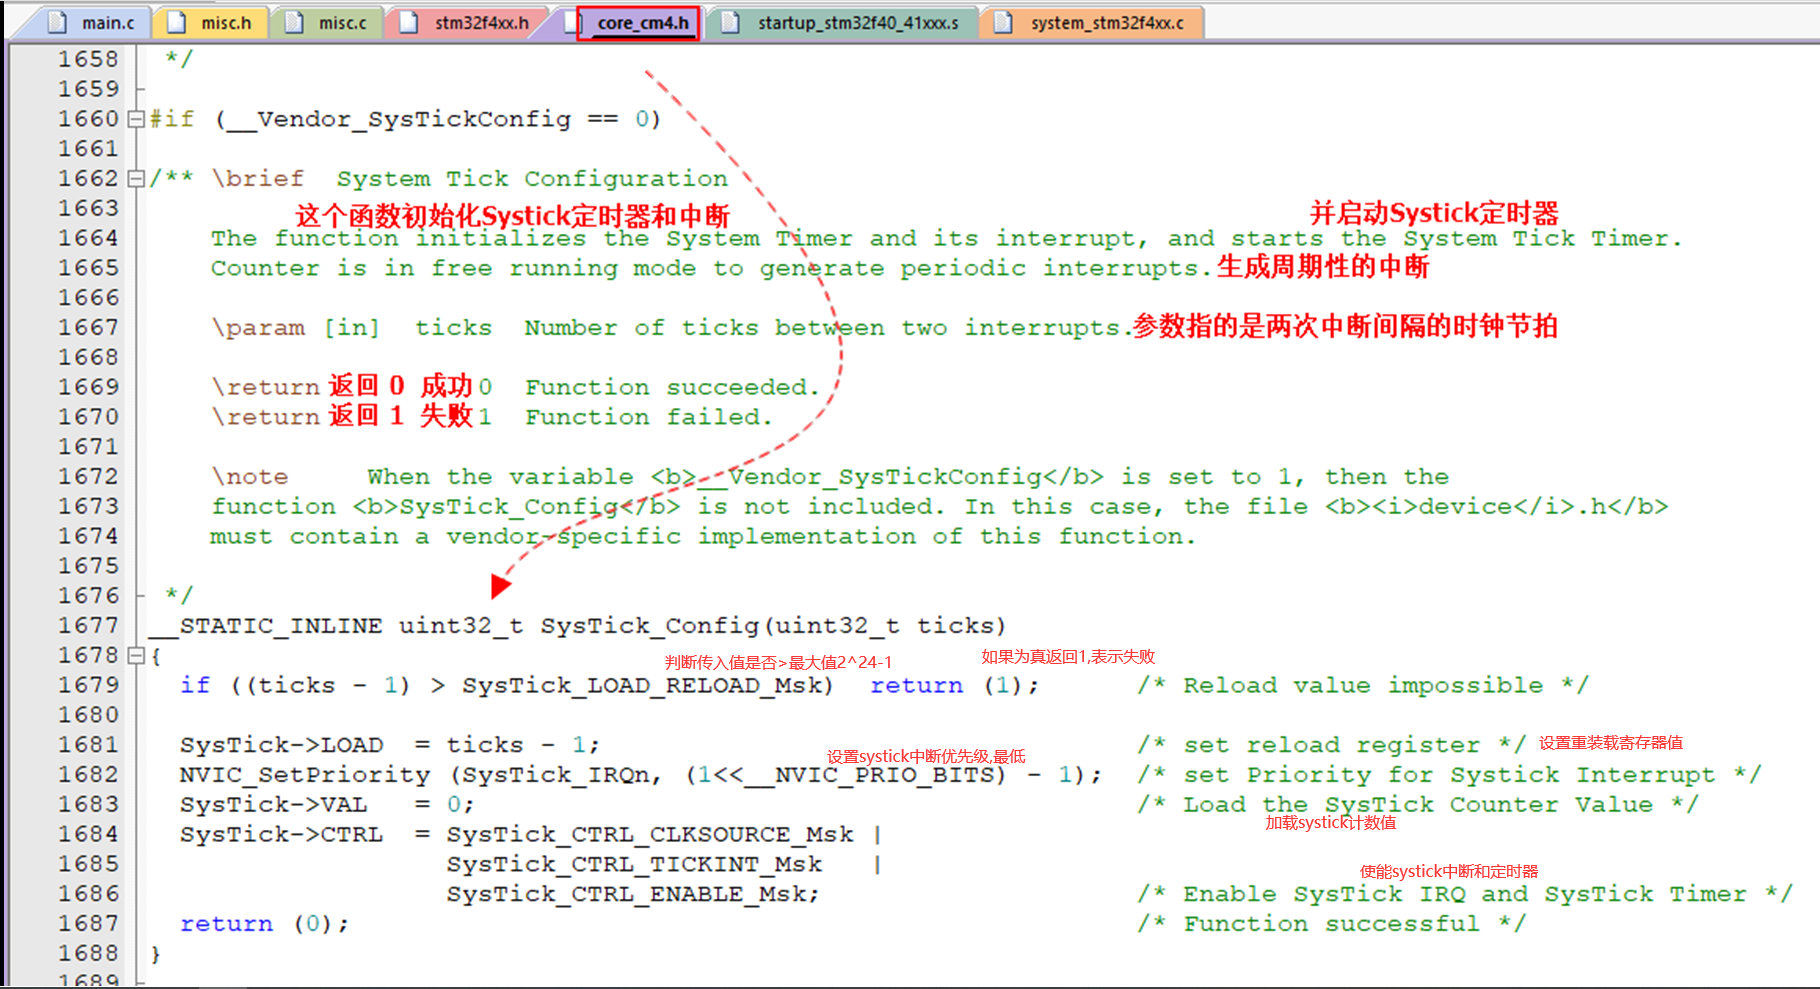 main.c misc.h misc.c stm32f4xx.h core_cm4.h startup_stm32f40_41xxx.s system_stm32f4xx.c
1658 */
1659
1660 #if (__Vendor_SysTickConfig == 0)
1661
1662 /** \brief System Tick Configuration
1663 这个函数初始化Systick定时器和中断 并启动Systick定时器
1664 The function initializes the System Timer and its interrupt, and starts the System Tick Timer.
1665 Counter is in free running mode to generate periodic interrupts. 生成周期性的中断
1666
1667 \param [in] ticks Number of ticks between two interrupts. 参数指的是两次中断间隔的时钟节拍
1668
1669 \return 返回 0 成功 0 Function succeeded.
1670 \return 返回 1 失败 1 Function failed.
1671
1672 \note When the variable <b>__Vendor_SysTickConfig</b> is set to 1, then the
1673 function <b>SysTick_Config</b> is not included. In this case, the file <b><i>device</i>.h</b>
1674 must contain a vendor-specific implementation of this function.
1675
1676 */
1677 __STATIC_INLINE uint32_t SysTick_Config(uint32_t ticks)
1678 {
判断传入值是否>最大值2^24-1 如果为真返回1,表示失败
1679 if ((ticks - 1) > SysTick_LOAD_RELOAD_Msk) return (1); /* Reload value impossible */
1680
1681 SysTick->LOAD = ticks - 1; /* set reload register */ 设置重装载寄存器值
设置systick中断优先级,最低
1682 NVIC_SetPriority (SysTick_IRQn, (1<<__NVIC_PRIO_BITS) - 1); /* set Priority for Systick Interrupt */
1683 SysTick->VAL = 0; /* Load the SysTick Counter Value */
加载systick计数值
1684 SysTick->CTRL = SysTick_CTRL_CLKSOURCE_Msk |
1685 SysTick_CTRL_TICKINT_Msk |
使能systick中断和定时器
1686 SysTick_CTRL_ENABLE_Msk; /* Enable SysTick IRQ and SysTick Timer */
1687 return (0); /* Function successful */
1688 }
1689